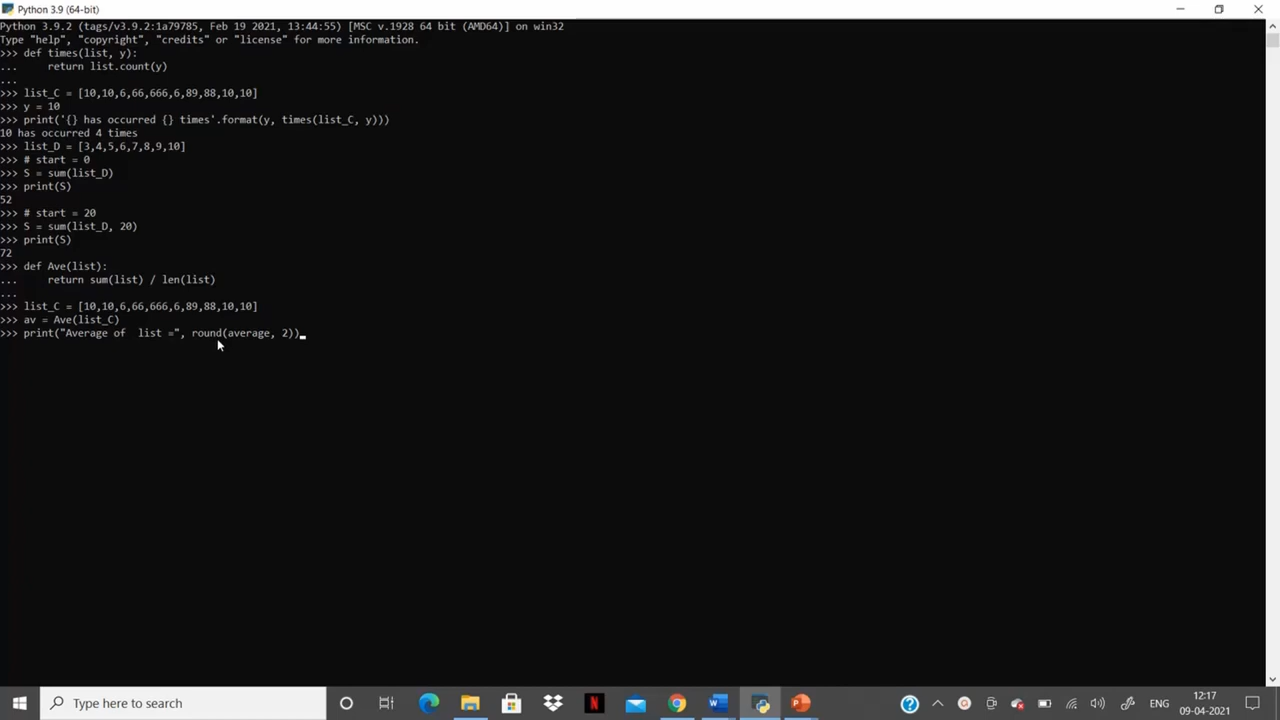 Python 3.9 (64-bit)
Python 3.9.2 (tags/v3.9.2:1a79785, Feb 19 2021, 13:44:55) [MSC v.1928 64 bit (AMD64)] on win32
Type "help", "copyright", "credits" or "license" for more information.
>>> def times(list, y):
...     return list.count(y)
...
>>> list_C = [10,10,6,66,666,6,89,88,10,10]
>>> y = 10
>>> print('{} has occurred {} times'.format(y, times(list_C, y)))
10 has occurred 4 times
>>> list_D = [3,4,5,6,7,8,9,10]
>>> # start = 0
>>> S = sum(list_D)
>>> print(S)
52
>>> # start = 20
>>> S = sum(list_D, 20)
>>> print(S)
72
>>> def Ave(list):
...     return sum(list) / len(list)
...
>>> list_C = [10,10,6,66,666,6,89,88,10,10]
>>> av = Ave(list_C)
>>> print("Average of  list =", round(average, 2))
Type here to search
ENG
12:17
09-04-2021